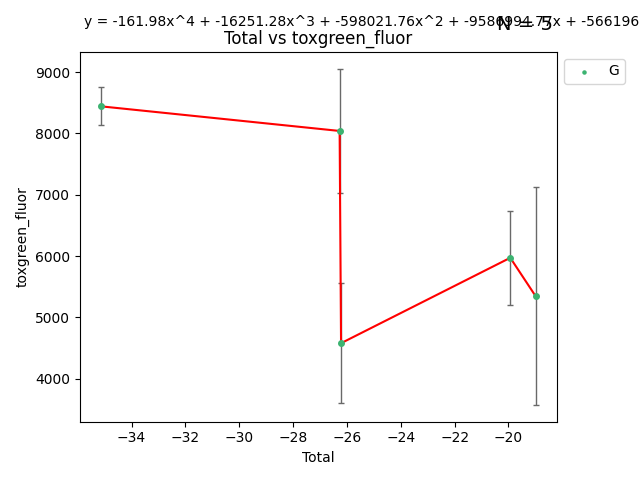 y = -161.98x^4 + -16251.28x^3 + -598021.76x^2 + -9586994.77x + -566196
N = 5
Total vs toxgreen_fluor
G
9000
8000
7000
6000
5000
4000
toxgreen_fluor
−34 −32 −30 −28 −26 −24 −22 −20
Total